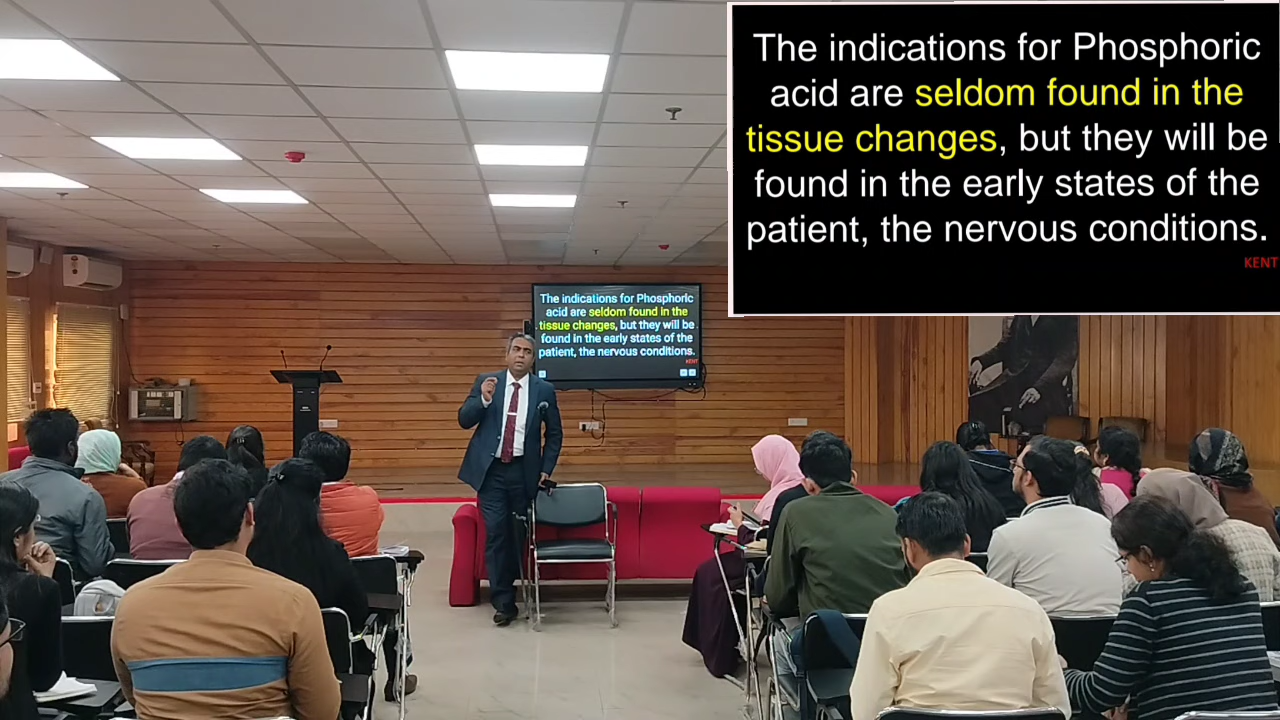 The indications for Phosphoric
acid are seldom found in the
tissue changes, but they will be
found in the early states of the
patient, the nervous conditions.
KENT
The indications for Phosphoric
acid are seldom found in the
tissue changes, but they will be
found in the early states of the
patient, the nervous conditions.
KENT